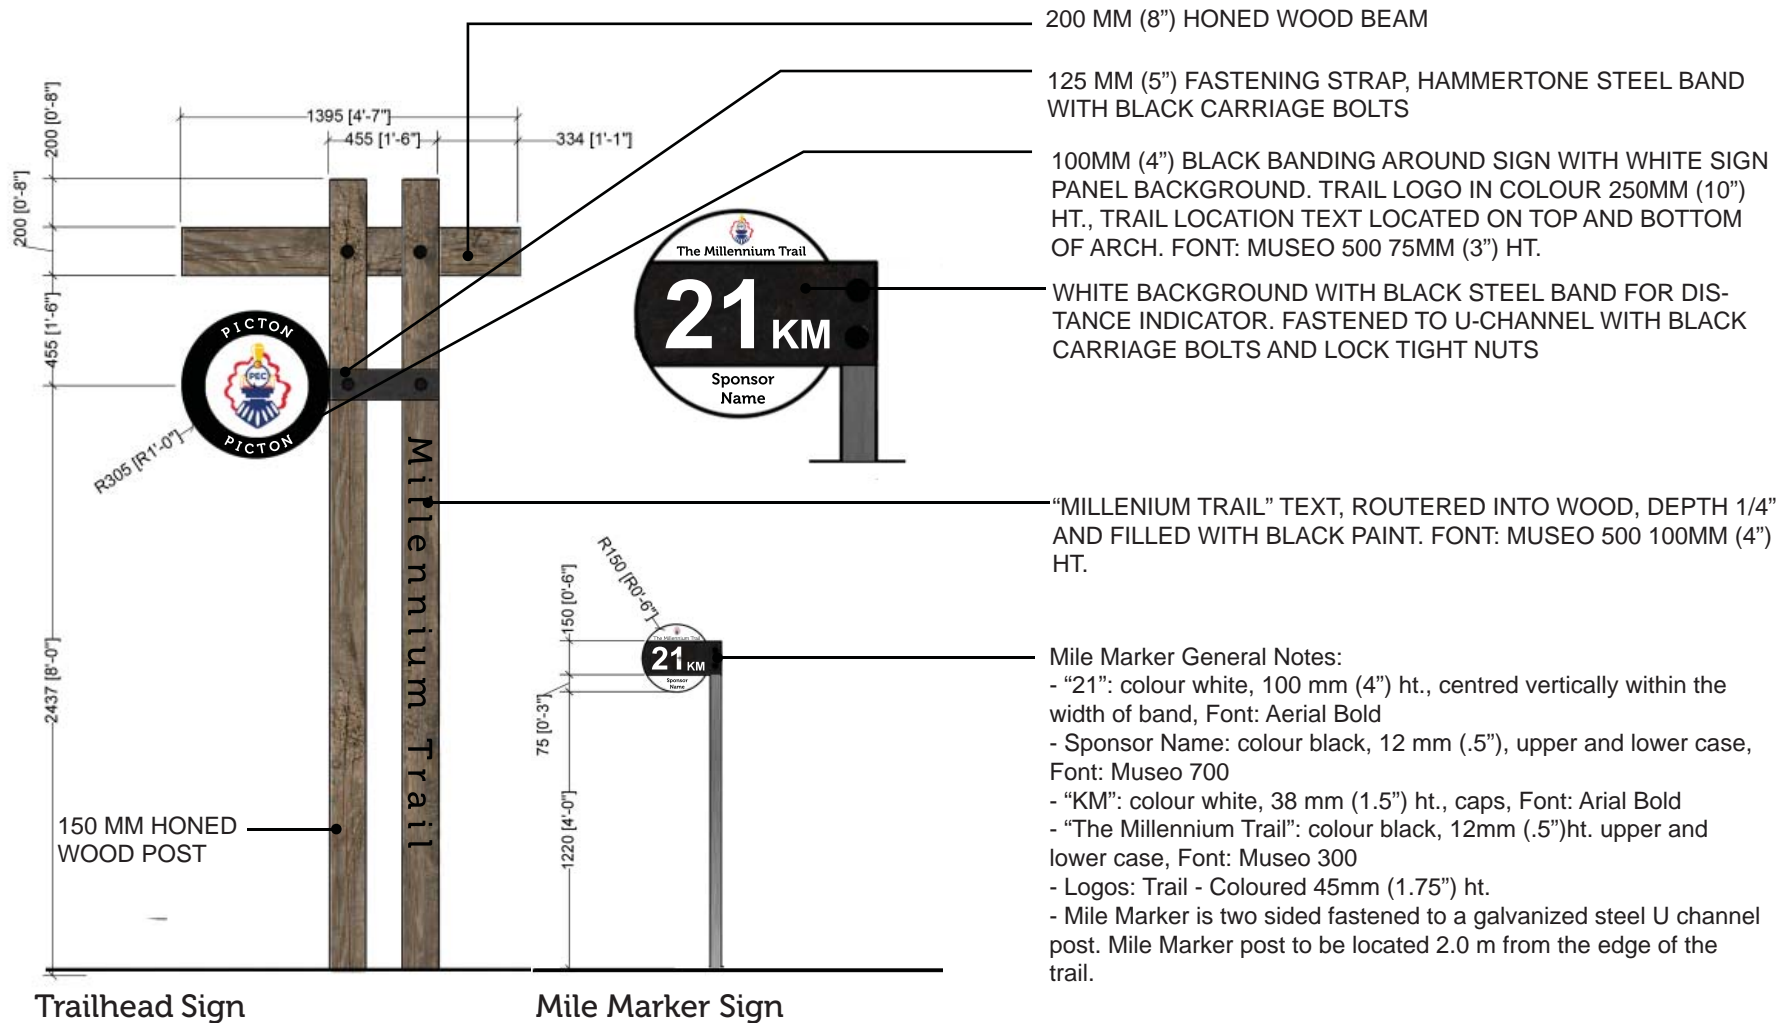 200 MM (8”) HONED WOOD BEAM
125 MM (5”) FASTENING STRAP, HAMMERTONE STEEL BAND
WITH BLACK CARRIAGE BOLTS
100MM (4”) BLACK BANDING AROUND SIGN WITH WHITE SIGN
PANEL BACKGROUND. TRAIL LOGO IN COLOUR 250MM (10”)
HT., TRAIL LOCATION TEXT LOCATED ON TOP AND BOTTOM
OF ARCH. FONT: MUSEO 500 75MM (3”) HT.
WHITE BACKGROUND WITH BLACK STEEL BAND FOR DIS-
TANCE INDICATOR. FASTENED TO U-CHANNEL WITH BLACK
CARRIAGE BOLTS AND LOCK TIGHT NUTS
“MILLENIUM TRAIL” TEXT, ROUTERED INTO WOOD, DEPTH 1/4”
AND FILLED WITH BLACK PAINT. FONT: MUSEO 500 100MM (4”)
HT.
Mile Marker General Notes:
- “21”: colour white, 100 mm (4”) ht., centred vertically within the
width of band, Font: Aerial Bold
- Sponsor Name: colour black, 12 mm (.5”), upper and lower case,
Font: Museo 700
- “KM”: colour white, 38 mm (1.5”) ht., caps, Font: Arial Bold
- “The Millennium Trail”: colour black, 12mm (.5”)ht. upper and
lower case, Font: Museo 300
- Logos: Trail - Coloured 45mm (1.75”) ht.
- Mile Marker is two sided fastened to a galvanized steel U channel
post. Mile Marker post to be located 2.0 m from the edge of the
trail.
1395 [4'-7"]
455 [1'-6"]
334 [1'-1"]
200 [0'-8"]
200 [0'-8"]
455 [1'-6"]
2437 [8'-0"]
R305 [R1'-0"]
PICTON
PEC
PICTON
Millennium Trail
150 MM HONED
WOOD POST
The Millennium Trail
21 KM
Sponsor
Name
R150 [R0'-6"]
150 [0'-6"]
75 [0'-3"]
1220 [4'-0"]
The Millennium Trail
21 KM
Sponsor
Name
Trailhead Sign
Mile Marker Sign